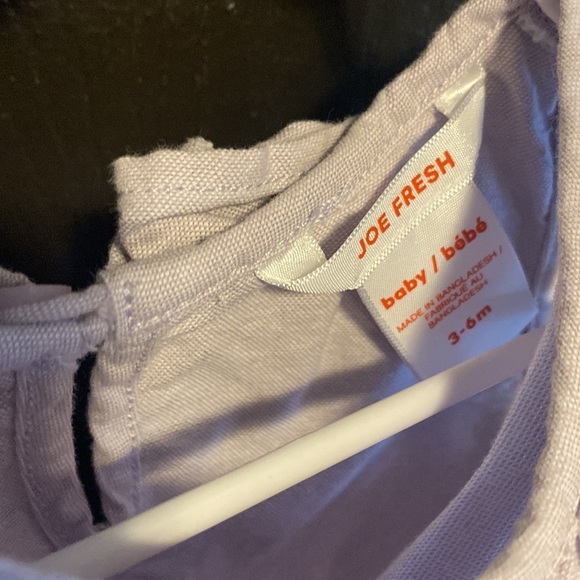 JOE FRESH
baby / bébé
MADE IN BANGLADESH /
FABRIQUÉ AU
BANGLADESH
3-6m